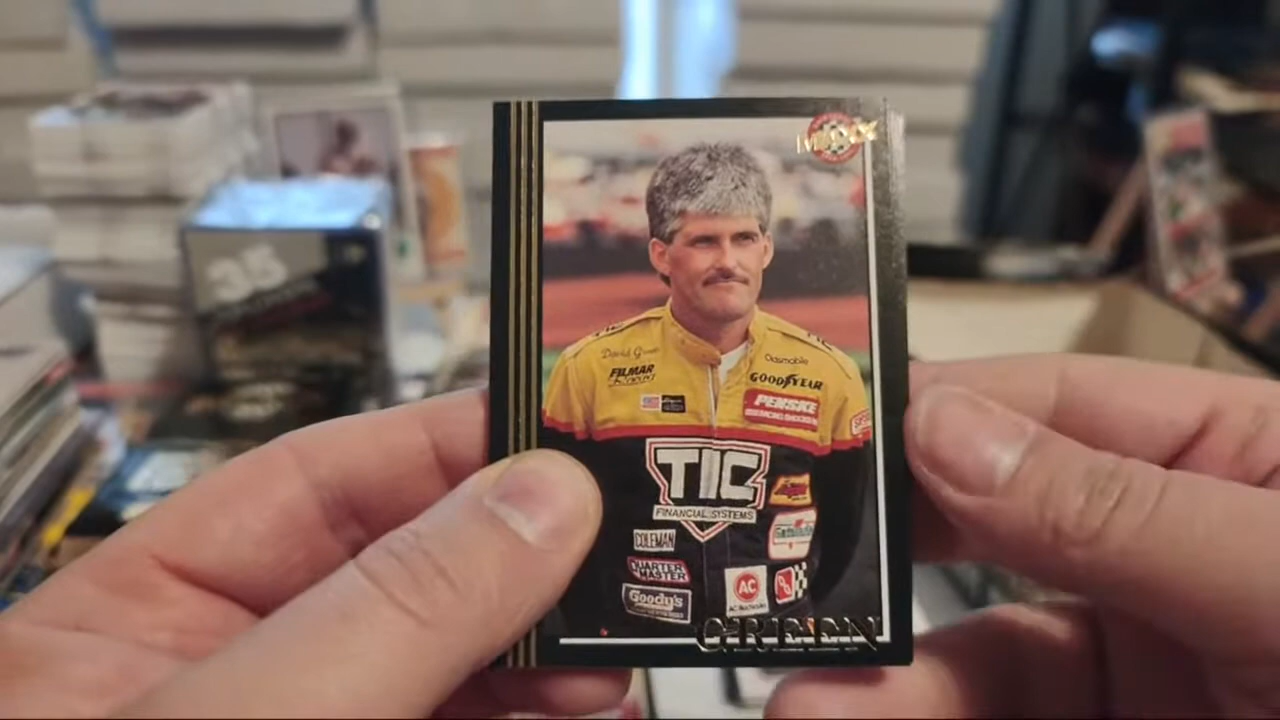 MAXX
35
David Green
FILMAR
Racing
Oldsmobile
GOODYEAR
PENSKE
RACING SHOCKS
TIC
FINANCIAL SYSTEMS
COLEMAN
QUARTER
MASTER
Goody's
AC
GREEN